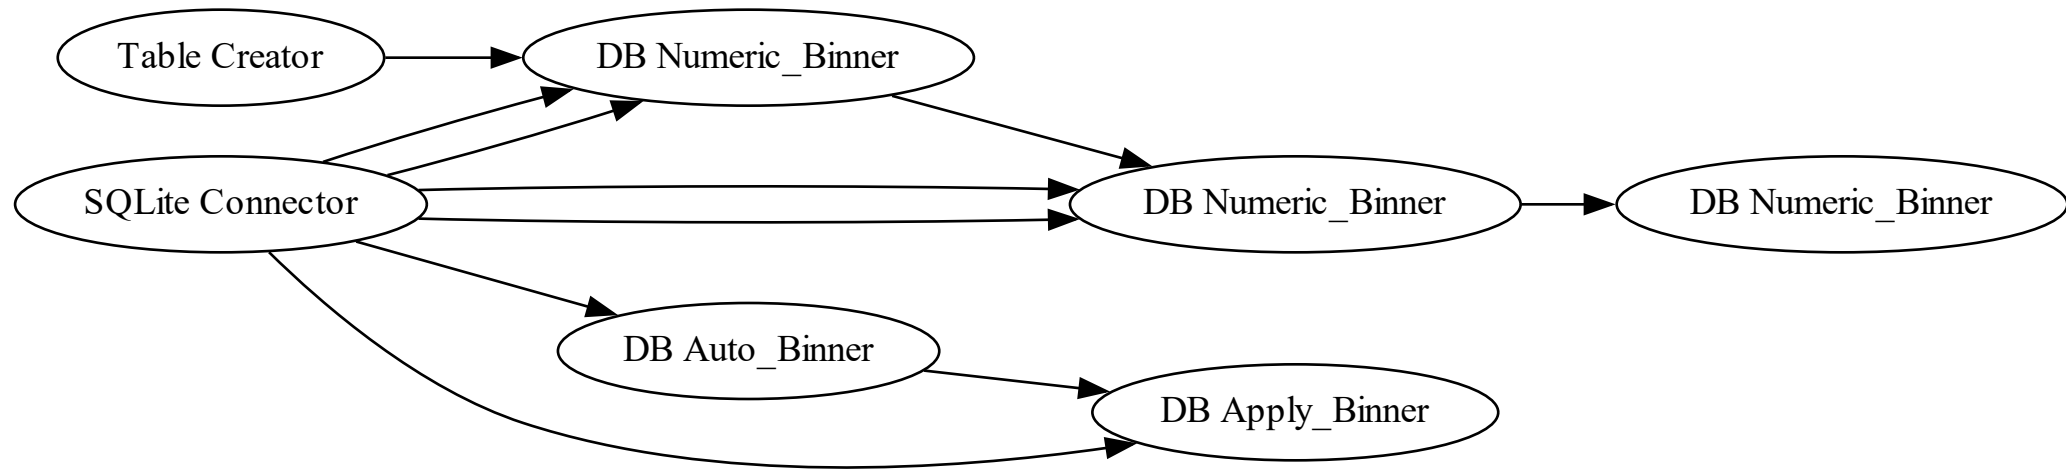 Table Creator
DB Numeric_Binner
SQLite Connector
DB Numeric_Binner
DB Numeric_Binner
DB Auto_Binner
DB Apply_Binner